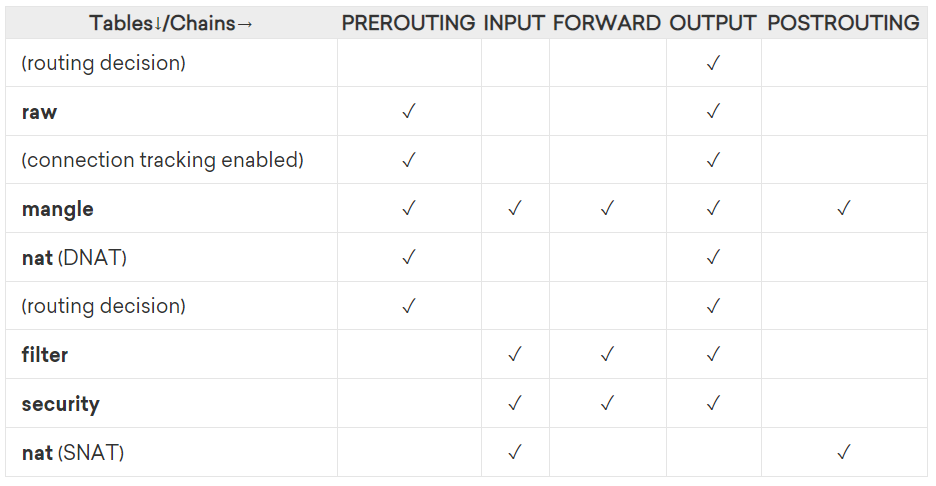 Tables↓/Chains→ PREROUTING INPUT FORWARD OUTPUT POSTROUTING
(routing decision) ✓
raw ✓ ✓
(connection tracking enabled) ✓ ✓
mangle ✓ ✓ ✓ ✓ ✓
nat (DNAT) ✓ ✓
(routing decision) ✓ ✓
filter ✓ ✓ ✓
security ✓ ✓ ✓
nat (SNAT) ✓ ✓